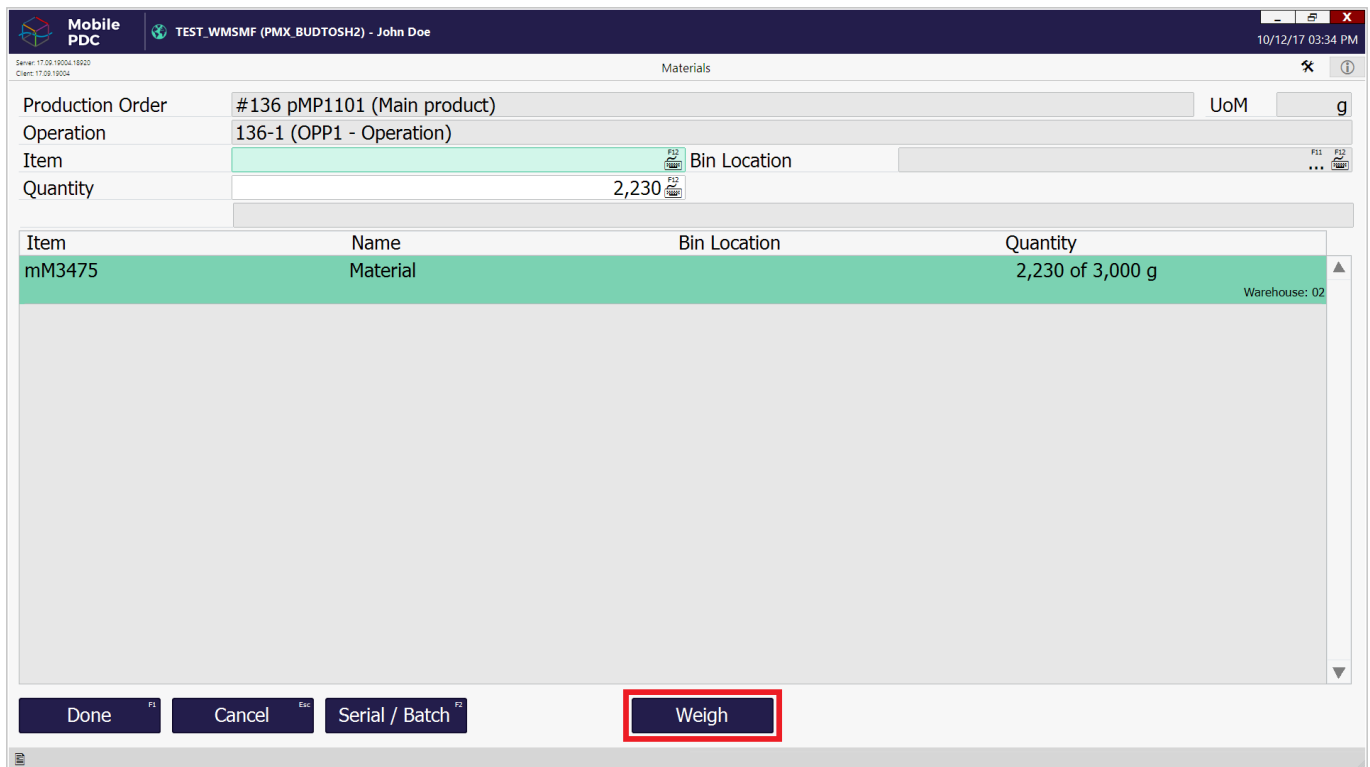 Mobile
PDC
TEST_WMSMF (PMX_BUDTOSH2) - John Doe
X
10/12/17 03:34 PM
Server: 17.09.19004.18920
Client: 17.09.19004
Materials
Production Order #136 pMP1101 (Main product) UoM g
Operation 136-1 (OPP1 - Operation)
Item F12 Bin Location F11 ... F12
Quantity 2,230 F12
Item Name Bin Location Quantity
mM3475 Material 2,230 of 3,000 g
Warehouse: 02
Done F1 Cancel Esc Serial / Batch F2 Weigh